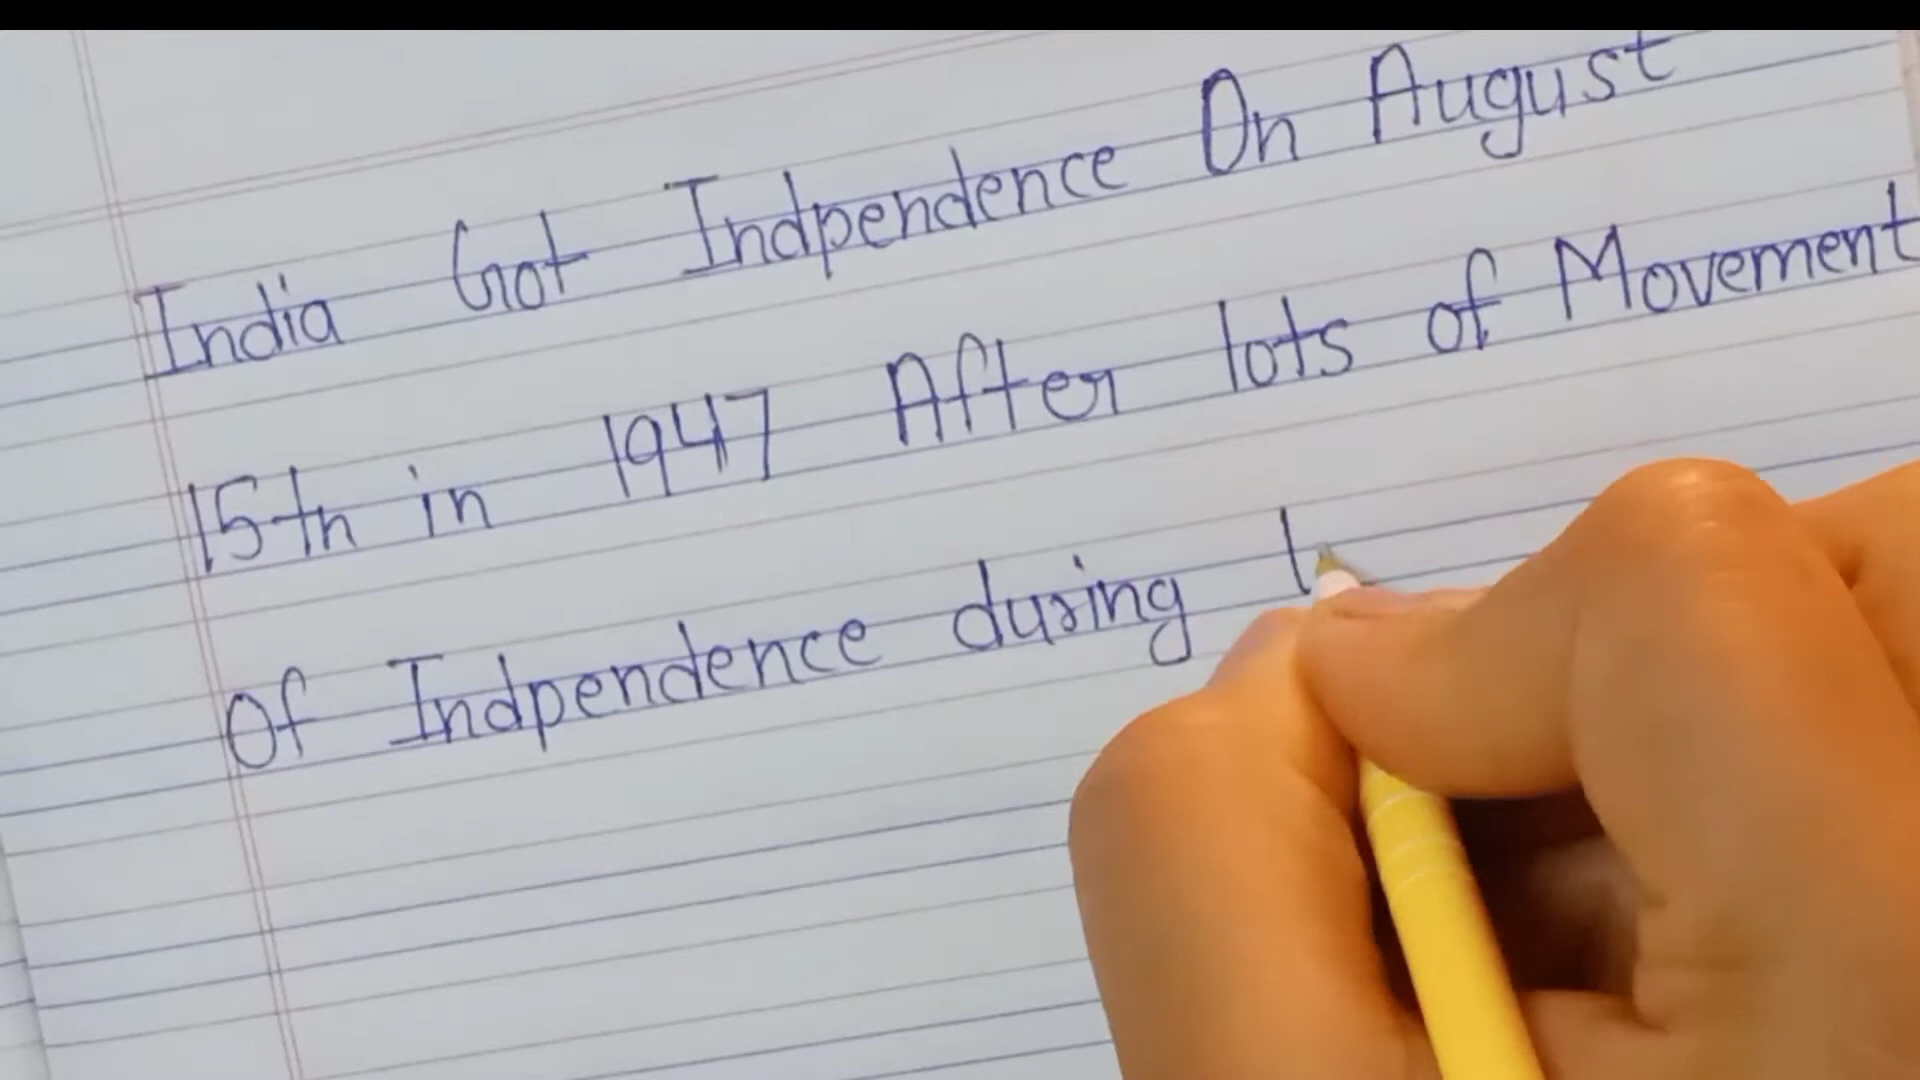 India Got Indpendence On August
15th in 1947 After lots of Movement
Of Indpendence during